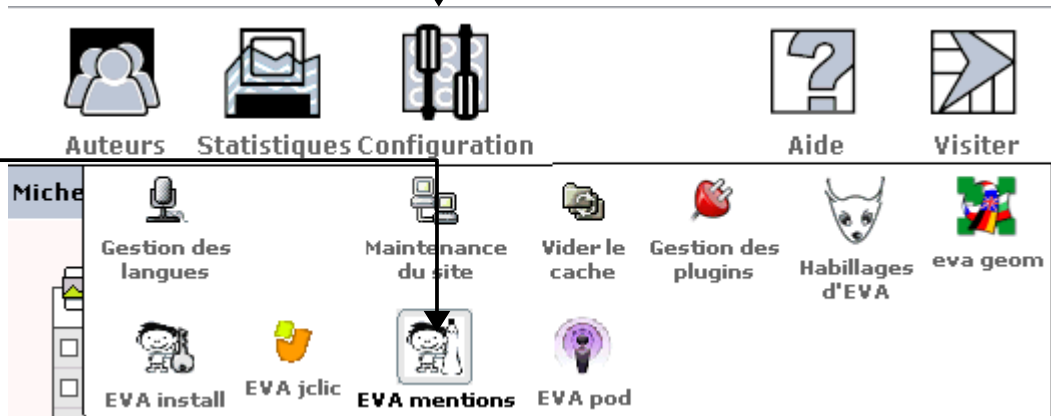 Auteurs Statistiques Configuration Aide Visiter
Miche
Gestion des langues
Maintenance du site
Vider le cache
Gestion des plugins
Habillages d'EVA
eva geom
EVA install
EVA jclic
EVA mentions
EVA pod